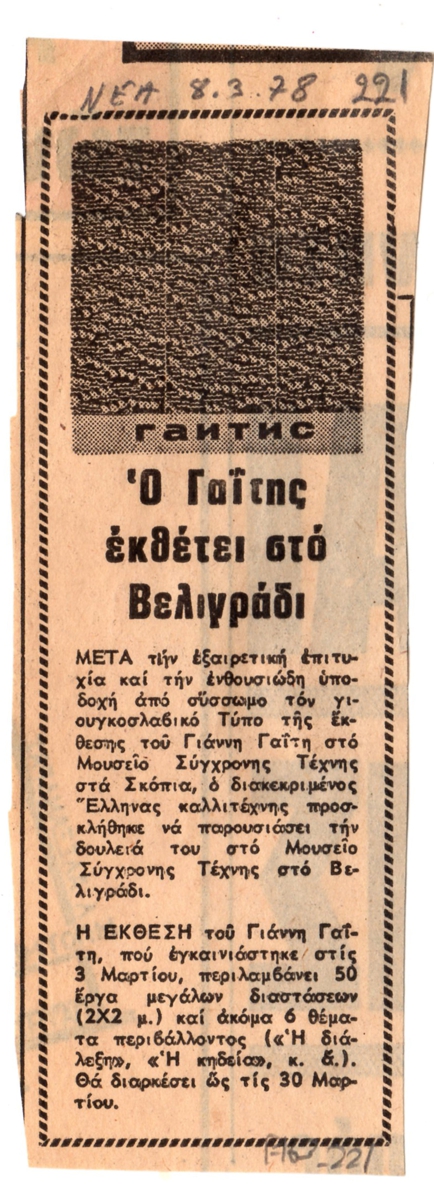 ΝΕΑ 8.3.78 221
гаитис
Ὁ Γαΐτης
ἐκθέτει στό
Βελιγράδι
ΜΕΤΑ τήν ἐξαιρετική ἐπιτυ-
χία καί τήν ἐνθουσιώδη ὑπο-
δοχή ἀπό σύσσωμο τόν γι-
ουγκοσλαβικό Τύπο τῆς ἔκ-
θεσης τοῦ Γιάννη Γαΐτη στό
Μουσεῖο Σύγχρονης Τέχνης
στά Σκόπια, ὁ διακεκριμένος
Ἕλληνας καλλιτέχνης προσ-
κλήθηκε νά παρουσιάσει τήν
δουλειά του στό Μουσεῖο
Σύγχρονης Τέχνης στό Βε-
λιγράδι.
Η ΕΚΘΕΣΗ τοῦ Γιάννη Γαΐ-
τη, πού ἐγκαινιάστηκε στίς
3 Μαρτίου, περιλαμβάνει 50
ἔργα μεγάλων διαστάσεων
(2Χ2 μ.) καί ἀκόμα 6 θέμα-
τα περιβάλλοντος («Ἡ διά-
λεξη», «Ἡ κηδεία», κ. ἄ.).
Θά διαρκέσει ὥς τίς 30 Μαρ-
τίου.